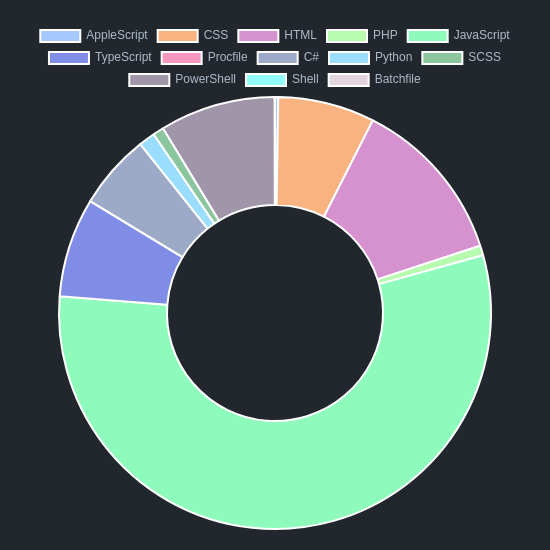 AppleScript CSS HTML PHP JavaScript
TypeScript Procfile C# Python SCSS
PowerShell Shell Batchfile